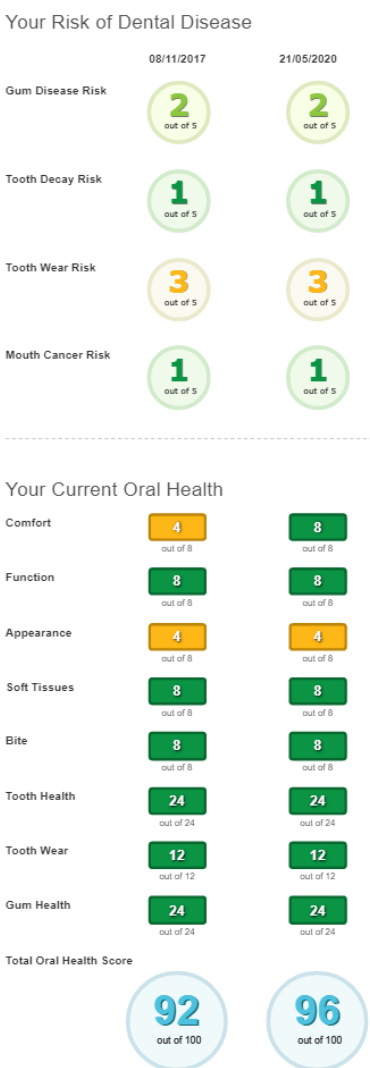 Your Risk of Dental Disease
08/11/2017 21/05/2020
Gum Disease Risk
2 2
out of 5 out of 5
Tooth Decay Risk
1 1
out of 5 out of 5
Tooth Wear Risk
3 3
out of 5 out of 5
Mouth Cancer Risk
1 1
out of 5 out of 5
Your Current Oral Health
Comfort 4 8
out of 8 out of 8
Function 8 8
out of 8 out of 8
Appearance 4 4
out of 8 out of 8
Soft Tissues 8 8
out of 8 out of 8
Bite 8 8
out of 8 out of 8
Tooth Health 24 24
out of 24 out of 24
Tooth Wear 12 12
out of 12 out of 12
Gum Health 24 24
out of 24 out of 24
Total Oral Health Score
92 96
out of 100 out of 100